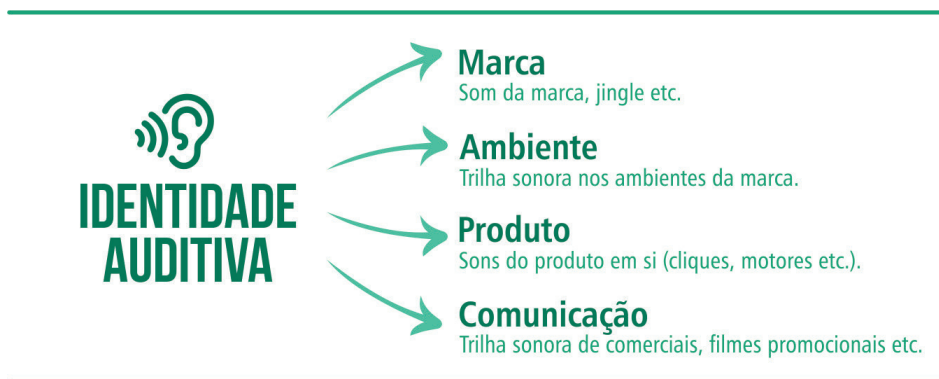 IDENTIDADE
AUDITIVA
Marca
Som da marca, jingle etc.
Ambiente
Trilha sonora nos ambientes da marca.
Produto
Sons do produto em si (cliques, motores etc.).
Comunicação
Trilha sonora de comerciais, filmes promocionais etc.